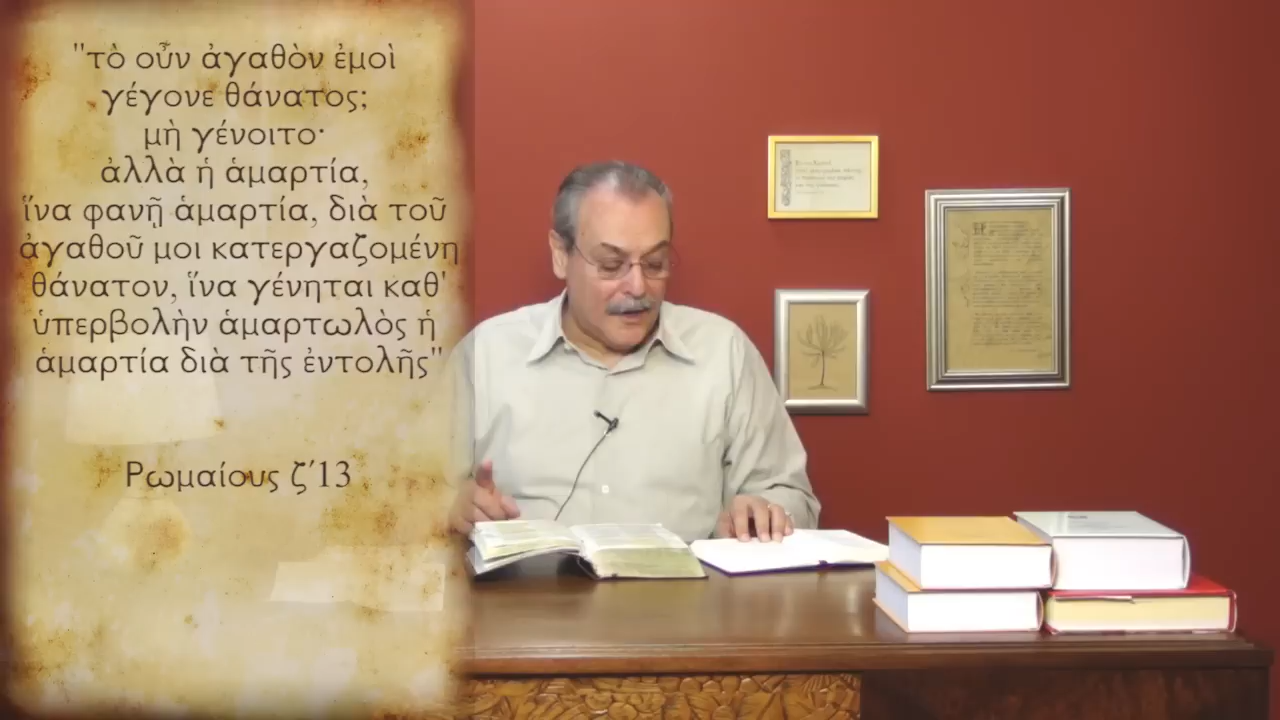 "τὸ οὖν ἀγαθὸν ἐμοὶ
γέγονε θάνατος;
μὴ γένοιτο·
ἀλλὰ ἡ ἁμαρτία,
ἵνα φανῇ ἁμαρτία, διὰ τοῦ
ἀγαθοῦ μοι κατεργαζομένη
θάνατον, ἵνα γένηται καθ'
ὑπερβολὴν ἁμαρτωλὸς ἡ
ἁμαρτία διὰ τῆς ἐντολῆς"
Ρωμαίους ζ΄13